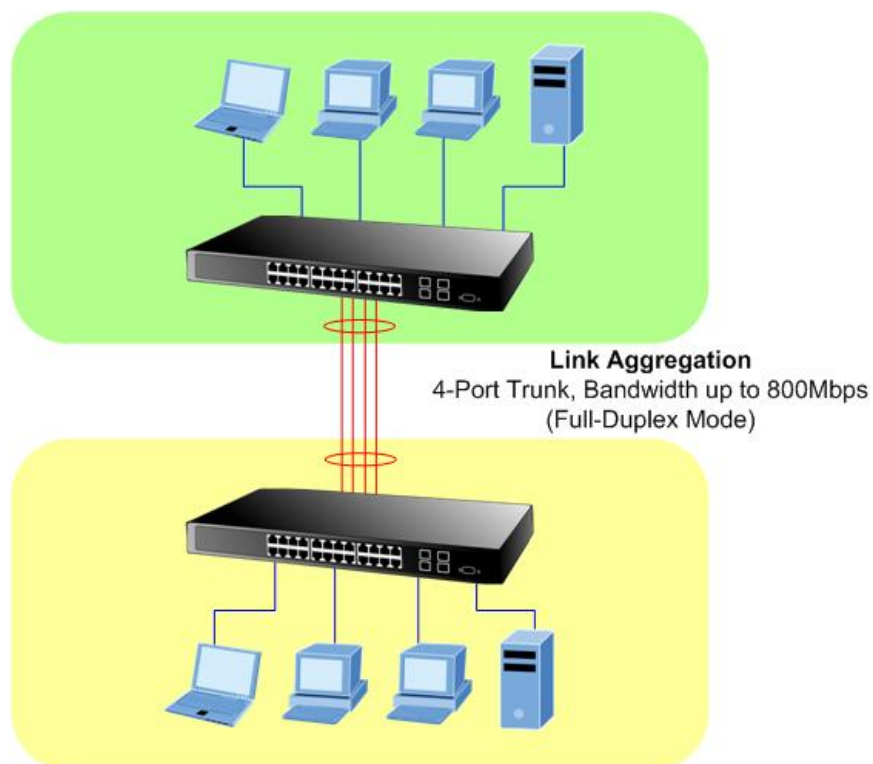 Link Aggregation
4-Port Trunk, Bandwidth up to 800Mbps
(Full-Duplex Mode)